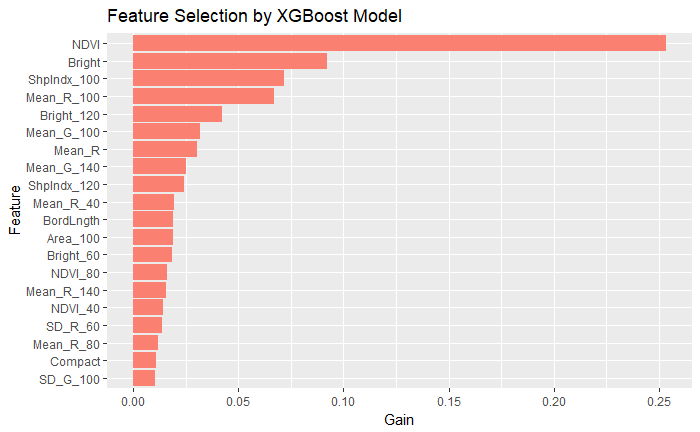 Feature Selection by XGBoost Model
NDVI
Bright
ShpIndx_100
Mean_R_100
Bright_120
Mean_G_100
Mean_R
Mean_G_140
ShpIndx_120
Mean_R_40
BordLngth
Area_100
Bright_60
NDVI_80
Mean_R_140
NDVI_40
SD_R_60
Mean_R_80
Compact
SD_G_100
Feature
0.00 0.05 0.10 0.15 0.20 0.25
Gain